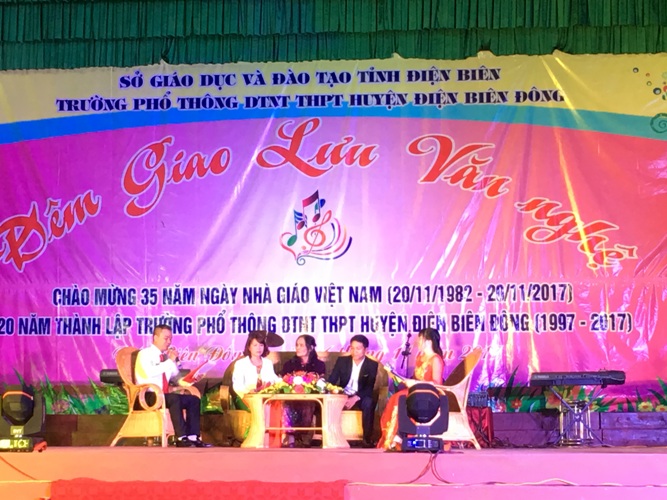 SỞ GIÁO DỤC VÀ ĐÀO TẠO TỈNH ĐIỆN BIÊN
TRƯỜNG PHỔ THÔNG DTNT THPT HUYỆN ĐIỆN BIÊN ĐÔNG
Đêm Giao Lưu Văn nghệ
CHÀO MỪNG 35 NĂM NGÀY NHÀ GIÁO VIỆT NAM (20/11/1982 - 20/11/2017)
20 NĂM THÀNH LẬP TRƯỜNG PHỔ THÔNG DTNT THPT HUYỆN ĐIỆN BIÊN ĐÔNG (1997 - 2017)